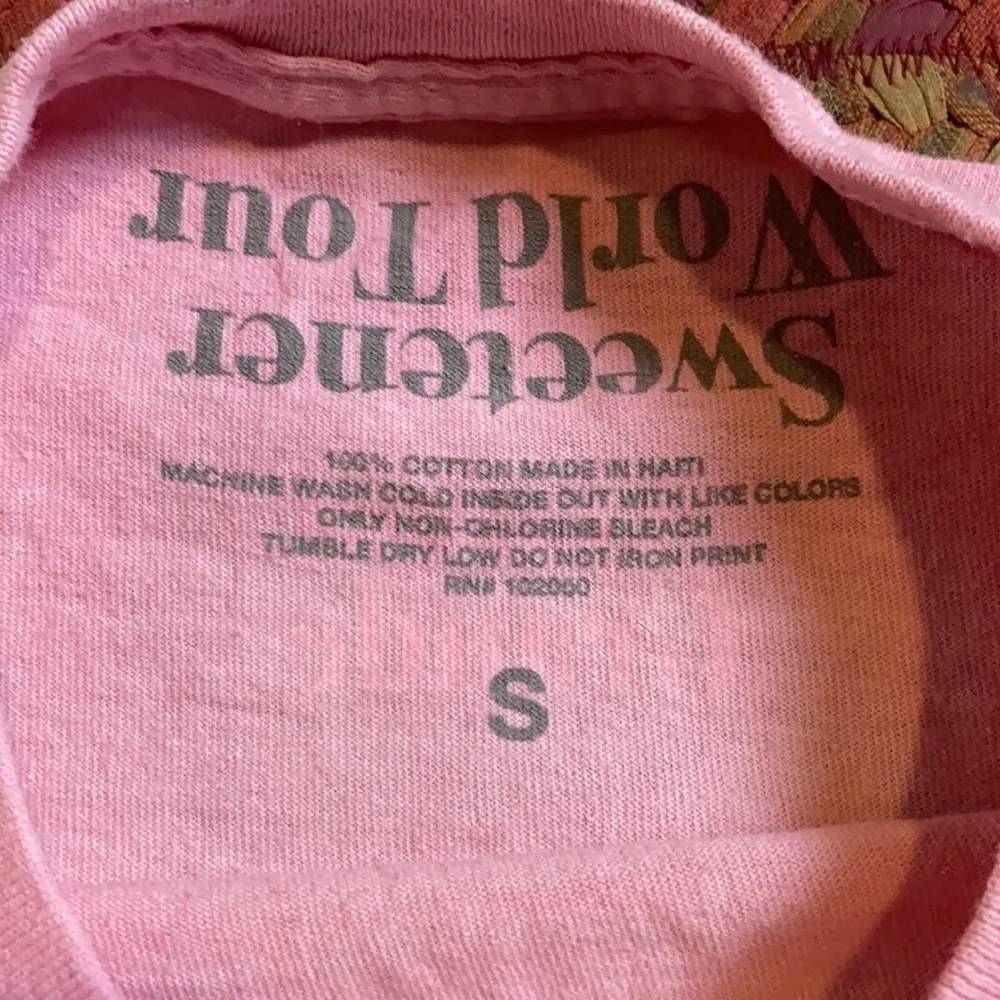 Sweetener
World Tour
100% COTTON MADE IN HAITI
MACHINE WASH COLD INSIDE OUT WITH LIKE COLORS
ONLY NON-CHLORINE BLEACH
TUMBLE DRY LOW DO NOT IRON PRINT
RN# 102050
S